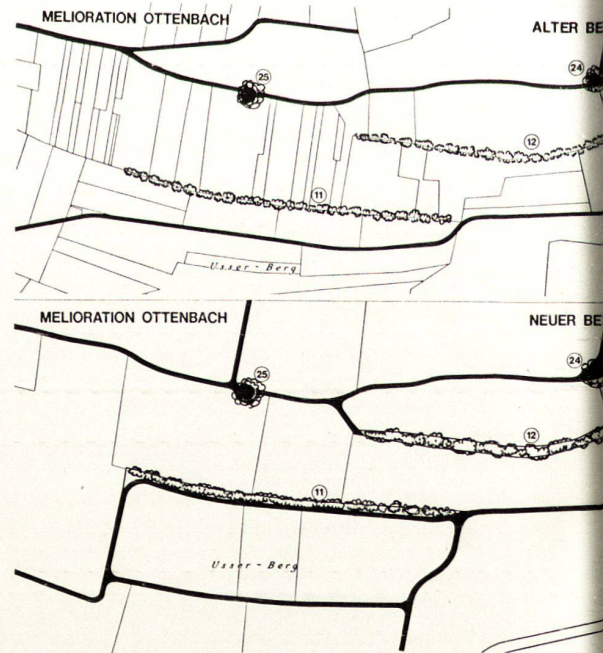 MELIORATION OTTENBACH
ALTER BE
25
24
12
11
Usser - Berg
MELIORATION OTTENBACH
NEUER BE
25
24
12
11
Usser - Berg